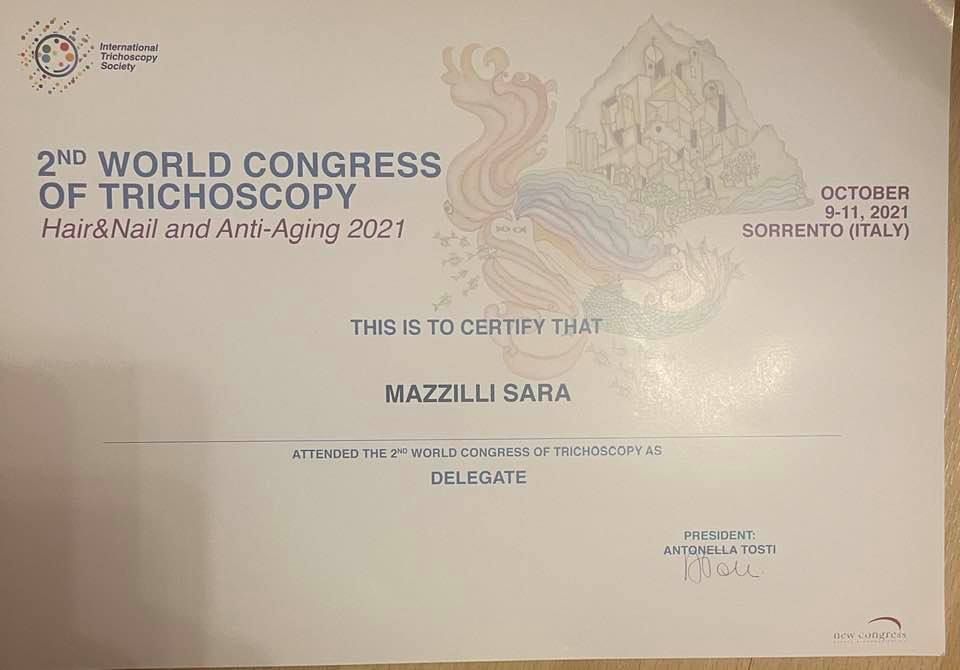 International
Trichoscopy
Society
2ND WORLD CONGRESS
OF TRICHOSCOPY
Hair&Nail and Anti-Aging 2021
OCTOBER
9-11, 2021
SORRENTO (ITALY)
THIS IS TO CERTIFY THAT
MAZZILLI SARA
ATTENDED THE 2ND WORLD CONGRESS OF TRICHOSCOPY AS
DELEGATE
PRESIDENT:
ANTONELLA TOSTI
new congress